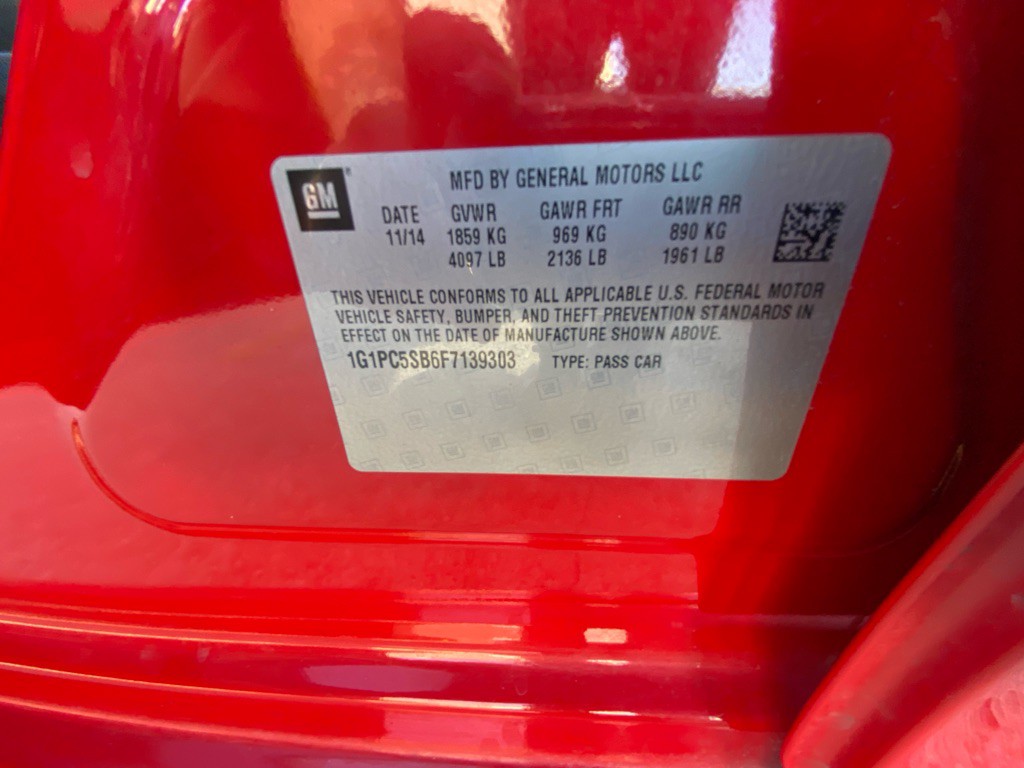 GM
MFD BY GENERAL MOTORS LLC
DATE GVWR GAWR FRT GAWR RR
11/14 1859 KG 969 KG 890 KG
4097 LB 2136 LB 1961 LB
THIS VEHICLE CONFORMS TO ALL APPLICABLE U.S. FEDERAL MOTOR
VEHICLE SAFETY, BUMPER, AND THEFT PREVENTION STANDARDS IN
EFFECT ON THE DATE OF MANUFACTURE SHOWN ABOVE.
1G1PC5SB6F7139303 TYPE: PASS CAR